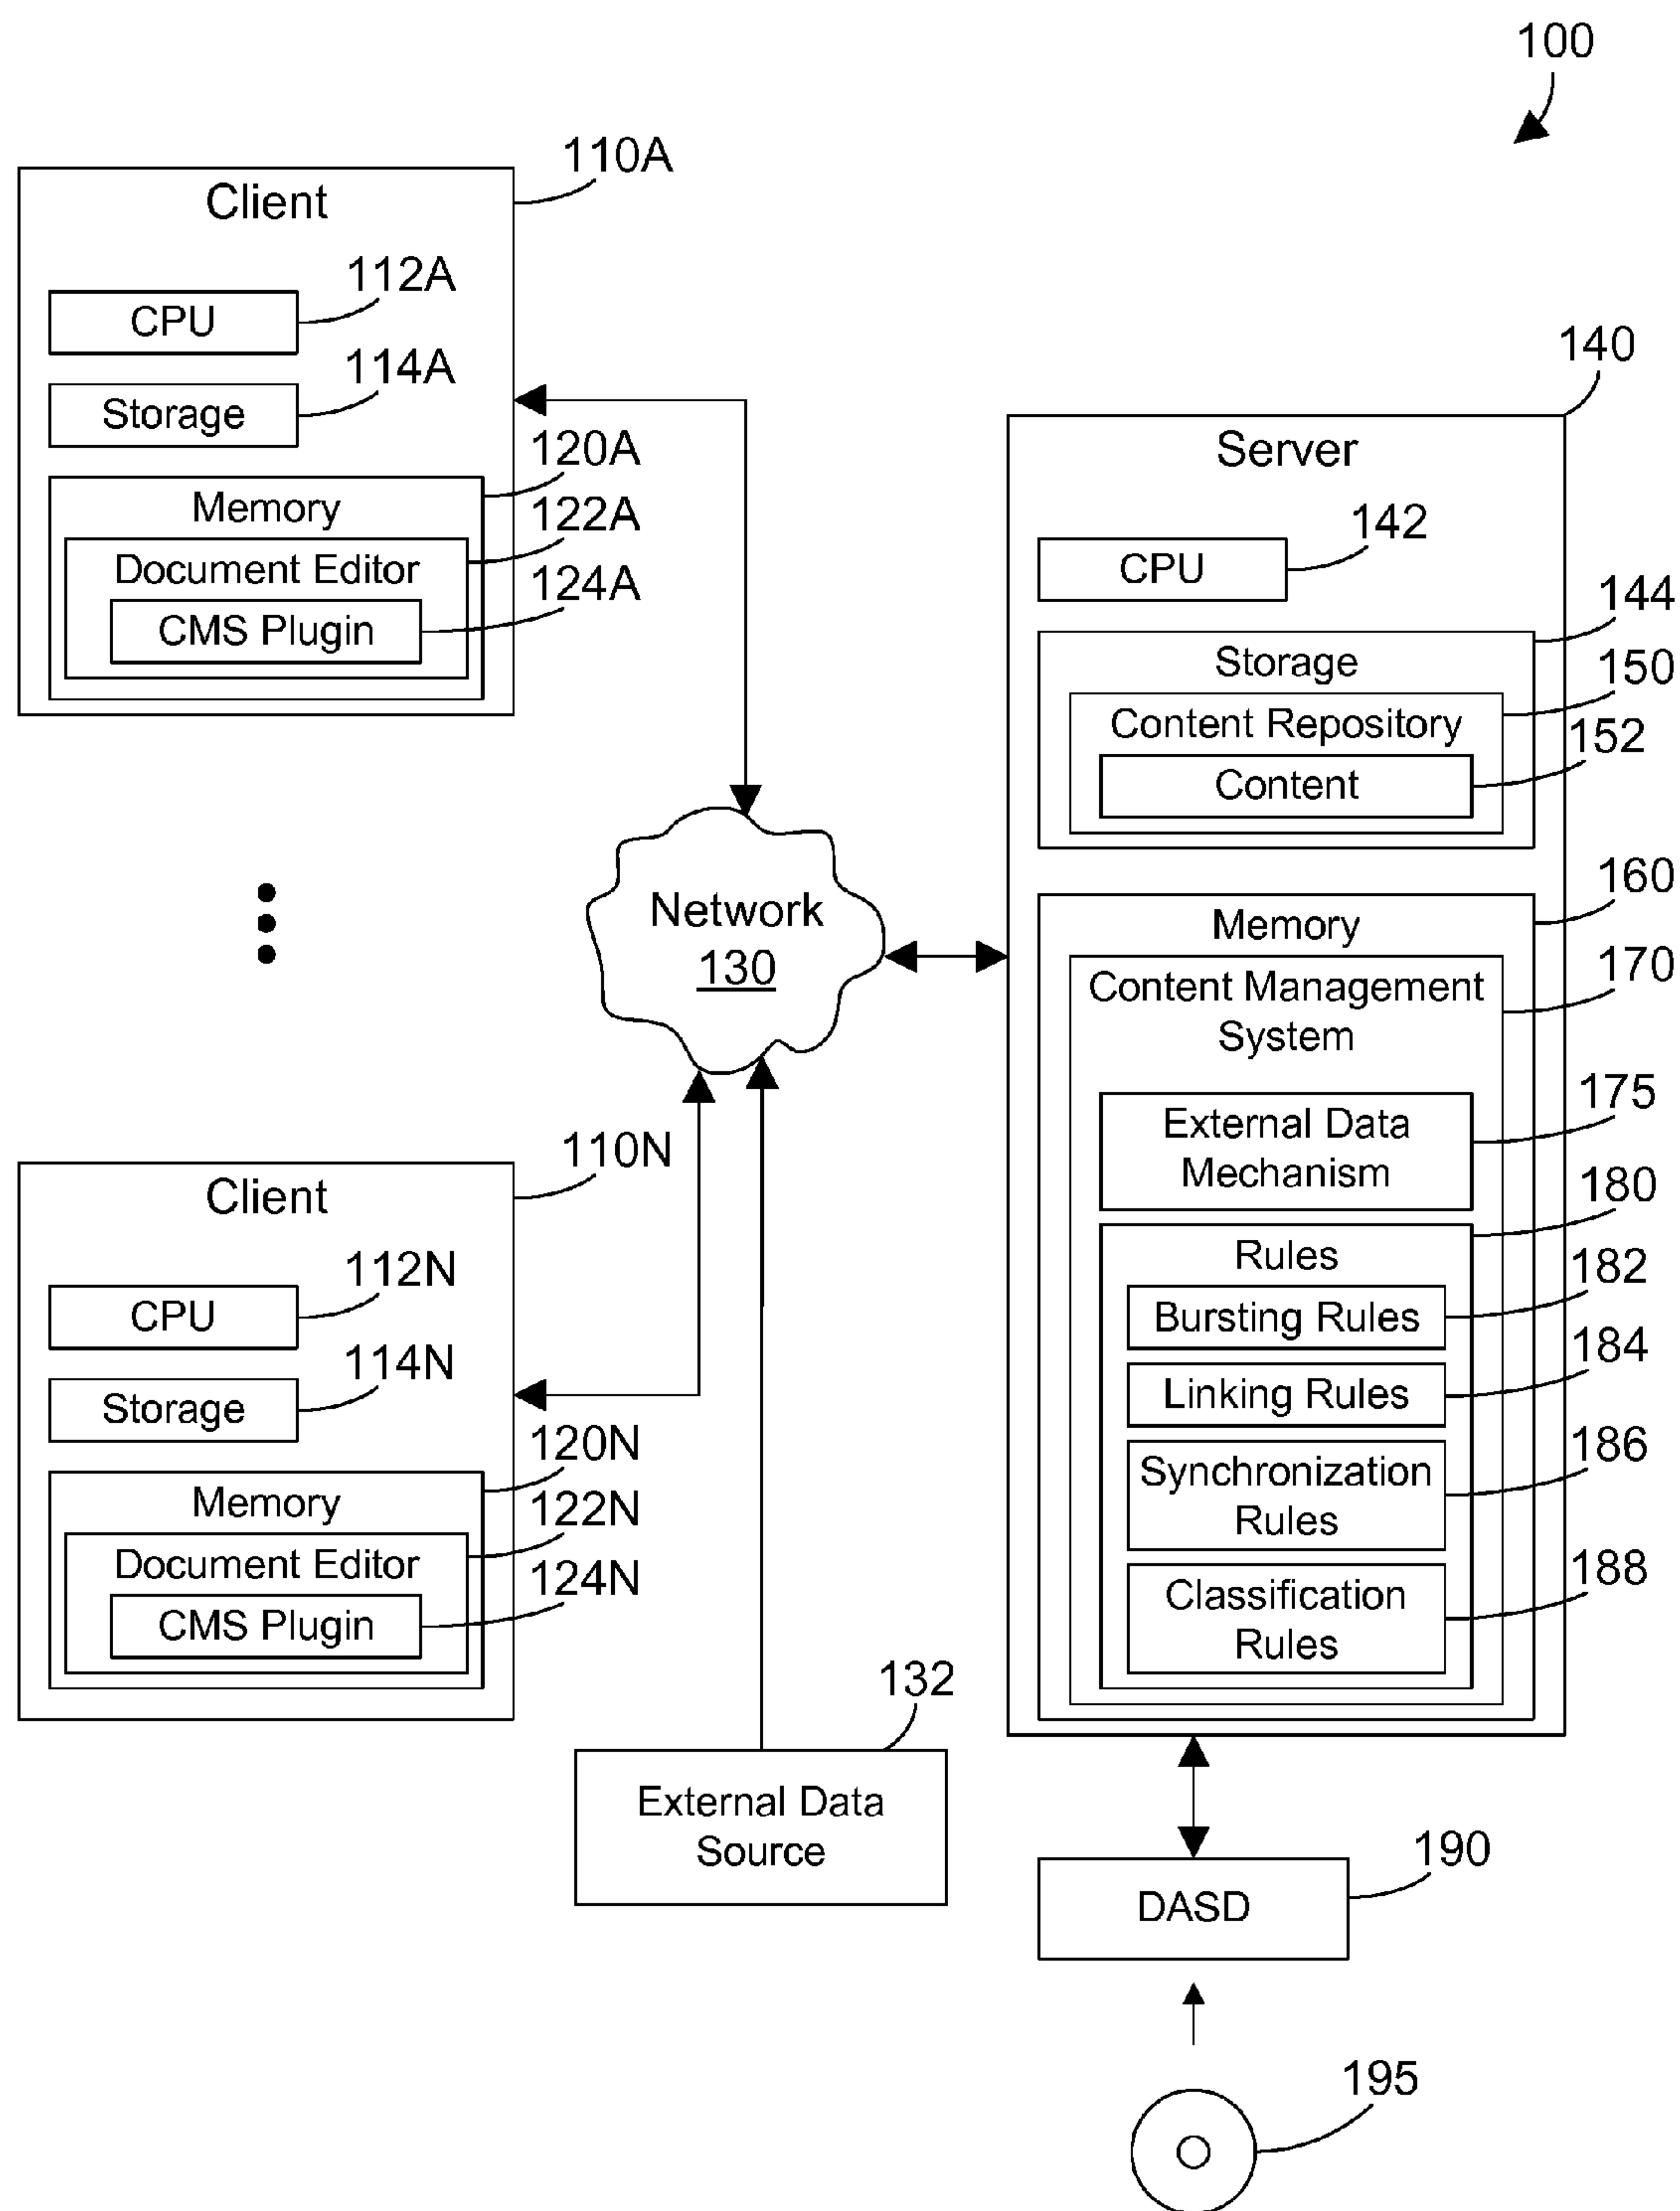 100
110A
Client
112A
CPU
114A
Storage
120A
Memory
122A
Document Editor
124A
CMS Plugin
Network
130
110N
Client
112N
CPU
114N
Storage
120N
Memory
122N
Document Editor
124N
CMS Plugin
132
External Data
Source
140
Server
142
CPU
144
Storage
150
Content Repository
152
Content
160
Memory
170
Content Management
System
175
External Data
Mechanism
180
Rules
182
Bursting Rules
184
Linking Rules
186
Synchronization
Rules
188
Classification
Rules
190
DASD
195